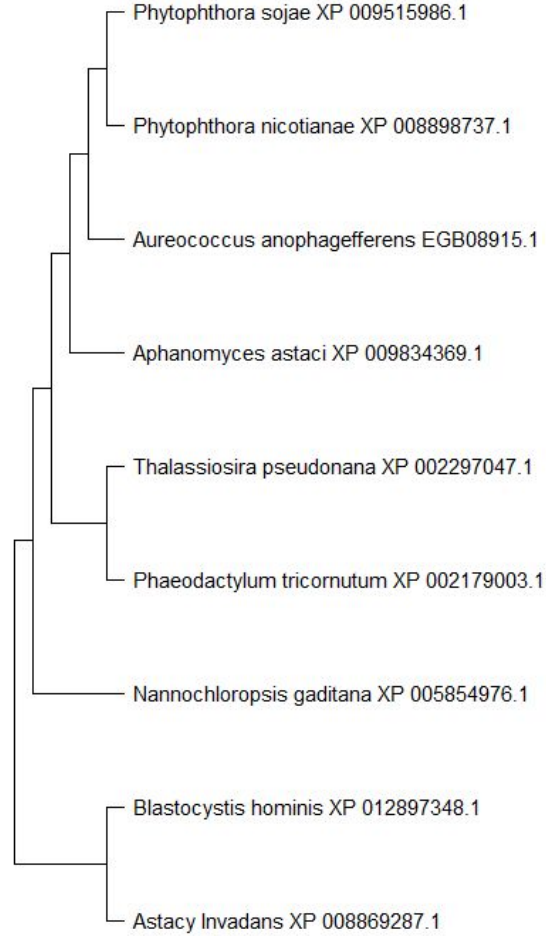 Phytophthora sojae XP 009515986.1
Phytophthora nicotianae XP 008898737.1
Aureococcus anophagefferens EGB08915.1
Aphanomyces astaci XP 009834369.1
Thalassiosira pseudonana XP 002297047.1
Phaeodactylum tricornutum XP 002179003.1
Nannochloropsis gaditana XP 005854976.1
Blastocystis hominis XP 012897348.1
Astacy Invadans XP 008869287.1